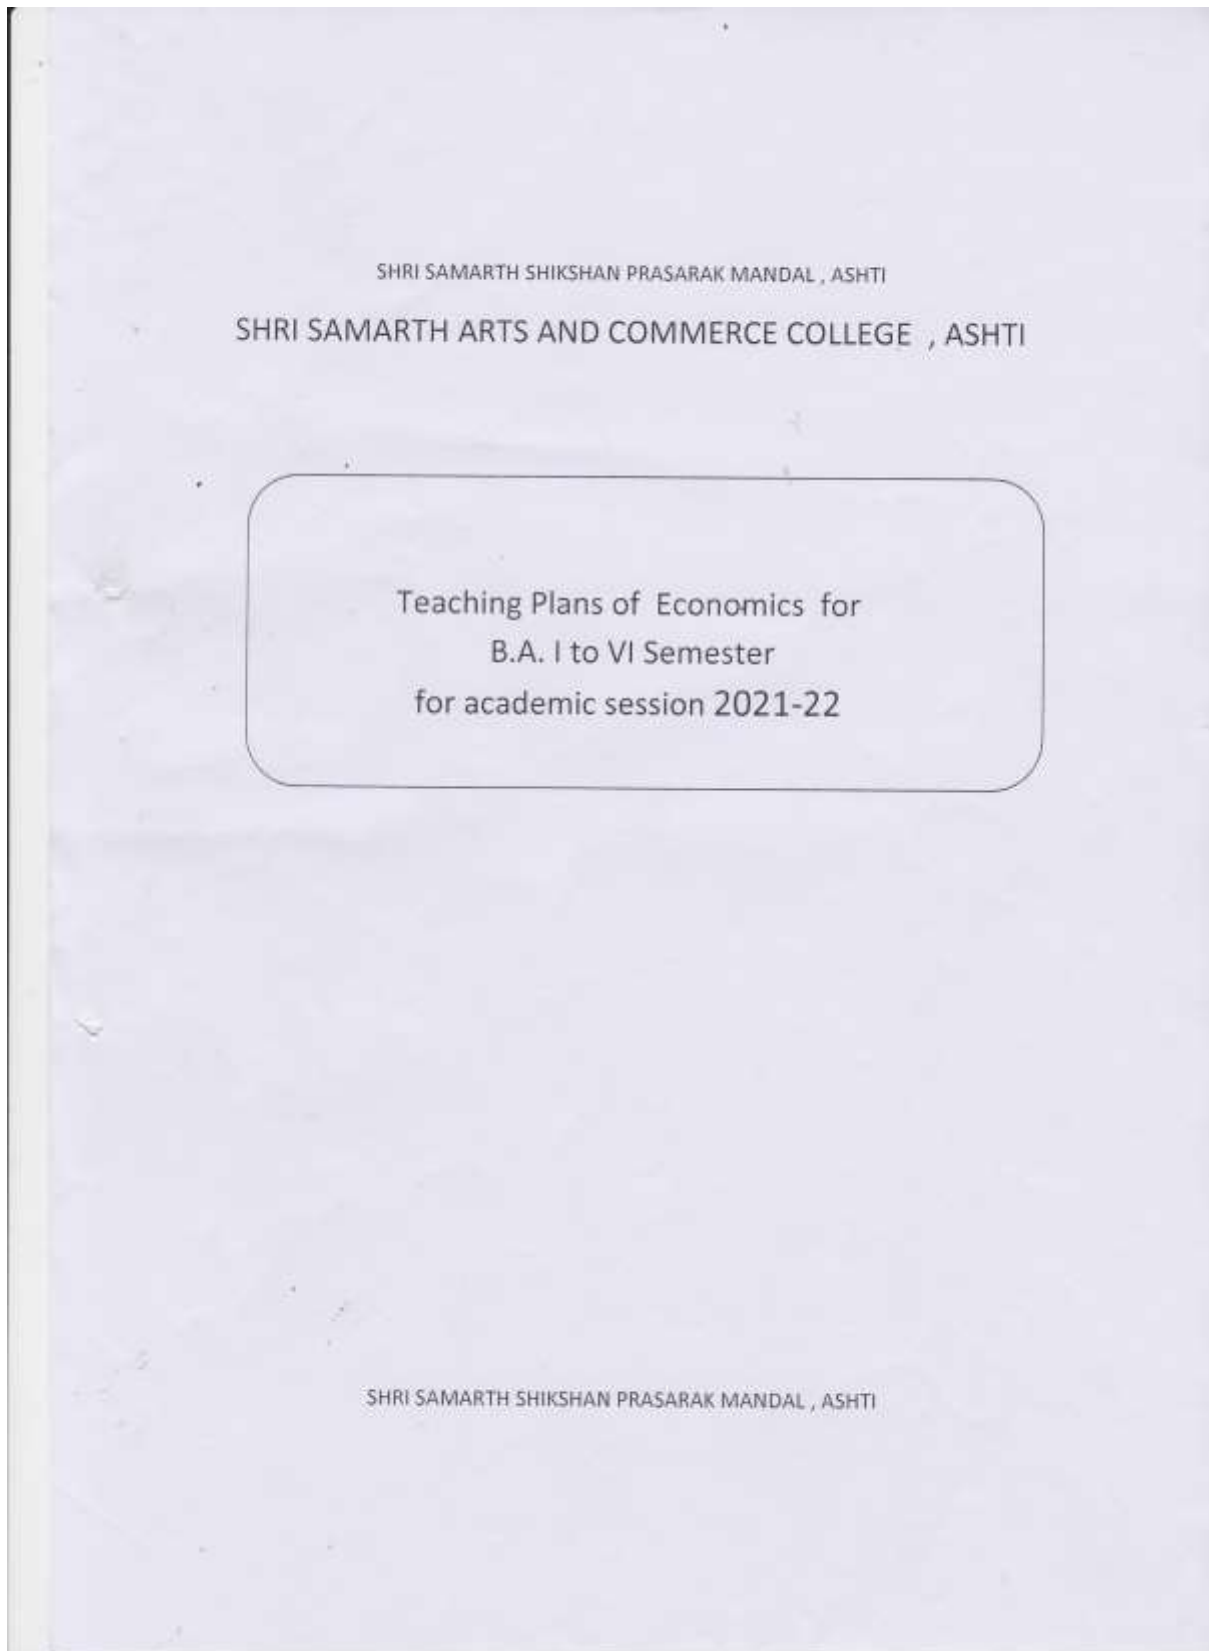 SHRI SAMARTH SHIKSHAN PRASARAK MANDAL , ASHTI
SHRI SAMARTH ARTS AND COMMERCE COLLEGE , ASHTI
Teaching Plans of Economics for
B.A. I to VI Semester
for academic session 2021-22
SHRI SAMARTH SHIKSHAN PRASARAK MANDAL , ASHTI